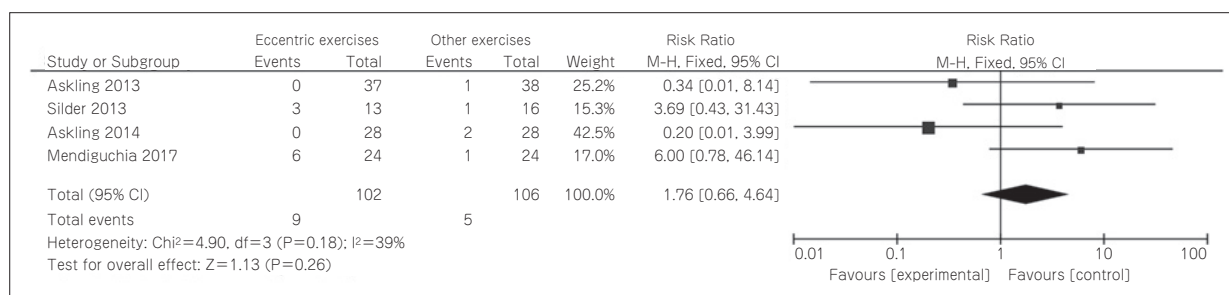 Eccentric exercises Other exercises Risk Ratio Risk Ratio
Study or Subgroup Events Total Events Total Weight M-H, Fixed, 95% CI M-H, Fixed, 95% CI
Askling 2013 0 37 1 38 25.2% 0.34 [0.01, 8.14]
Silder 2013 3 13 1 16 15.3% 3.69 [0.43, 31.43]
Askling 2014 0 28 2 28 42.5% 0.20 [0.01, 3.99]
Mendiguchia 2017 6 24 1 24 17.0% 6.00 [0.78, 46.14]
Total (95% CI) 102 106 100.0% 1.76 [0.66, 4.64]
Total events 9 5
Heterogeneity: Chi²=4.90, df=3 (P=0.18); I²=39%
Test for overall effect: Z=1.13 (P=0.26)
0.01 0.1 1 10 100
Favours [experimental] Favours [control]